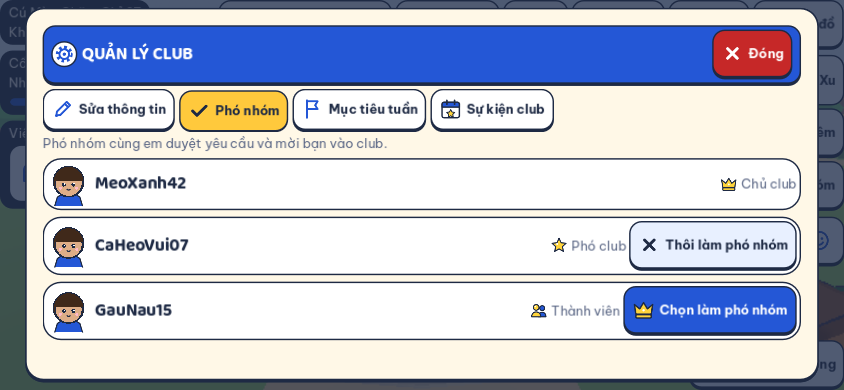 QUẢN LÝ CLUB
Đóng
Sửa thông tin
Phó nhóm
Mục tiêu tuần
Sự kiện club
Phó nhóm cùng em duyệt yêu cầu và mời bạn vào club.
MeoXanh42
Chủ club
CaHeoVui07
Phó club
Thôi làm phó nhóm
GauNau15
Thành viên
Chọn làm phó nhóm